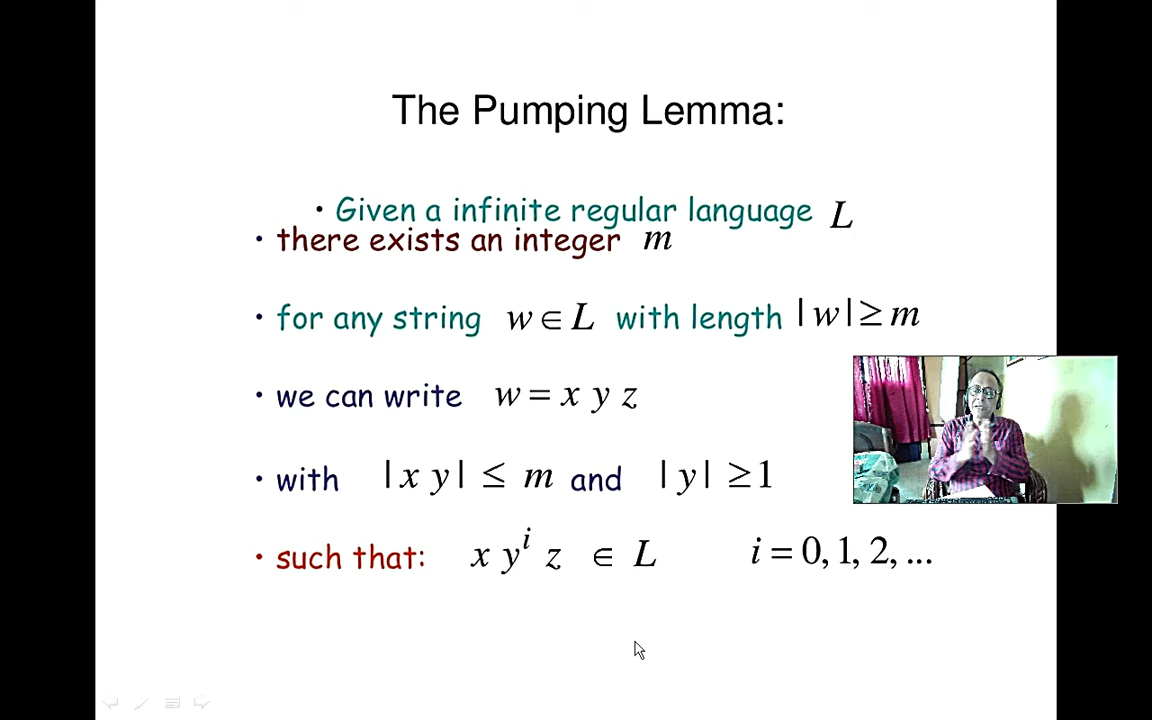 The Pumping Lemma:
• Given a infinite regular language L
• there exists an integer m
• for any string w ∈ L with length |w| ≥ m
• we can write w = x y z
• with |x y| ≤ m and |y| ≥ 1
• such that: x yⁱ z ∈ L i = 0, 1, 2, ...